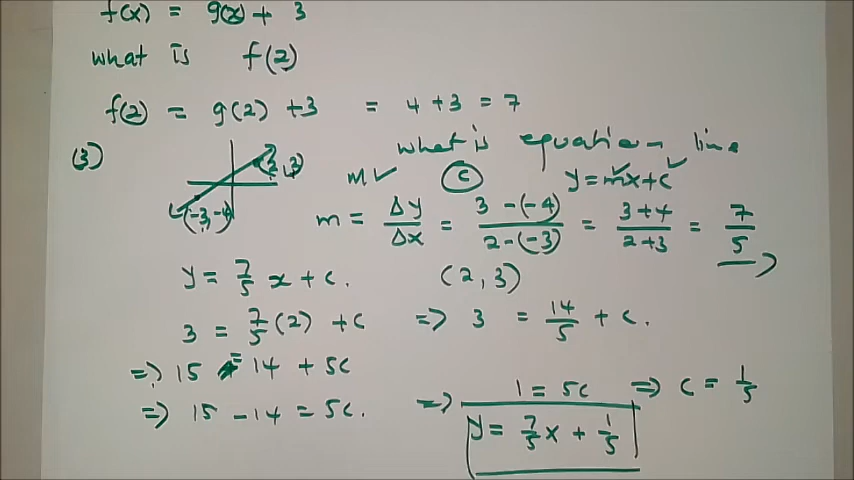 f(x) = g(x) + 3
what is f(2)
f(2) = g(2) + 3 = 4 + 3 = 7
(3) (2, 3) (-3, -4) what is equation line
m✓ (c) y = mx + c
m = Δy/Δx = 3 - (-4)/2 - (-3) = 3 + 4/2 + 3 = 7/5
y = 7/5 x + c. (2, 3)
3 = 7/5 (2) + c => 3 = 14/5 + c.
=> 15 = 14 + 5c
=> 15 - 14 = 5c. => 1 = 5c => c = 1/5
y = 7/5 x + 1/5